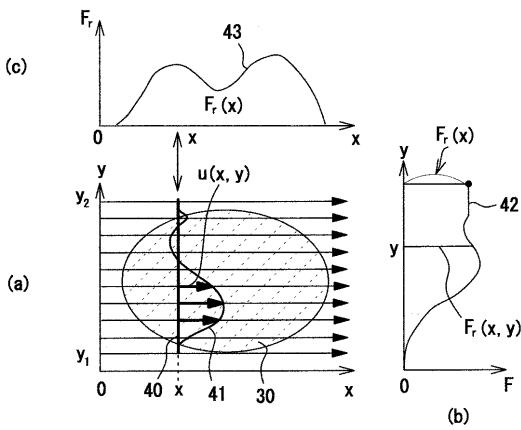 Fr
43
(c)
Fr(x)
0
x
x
y
u(x, y)
y2
(a)
y1
0
40
x
41
30
x
Fr(x)
y
42
y
Fr(x, y)
0
F
(b)